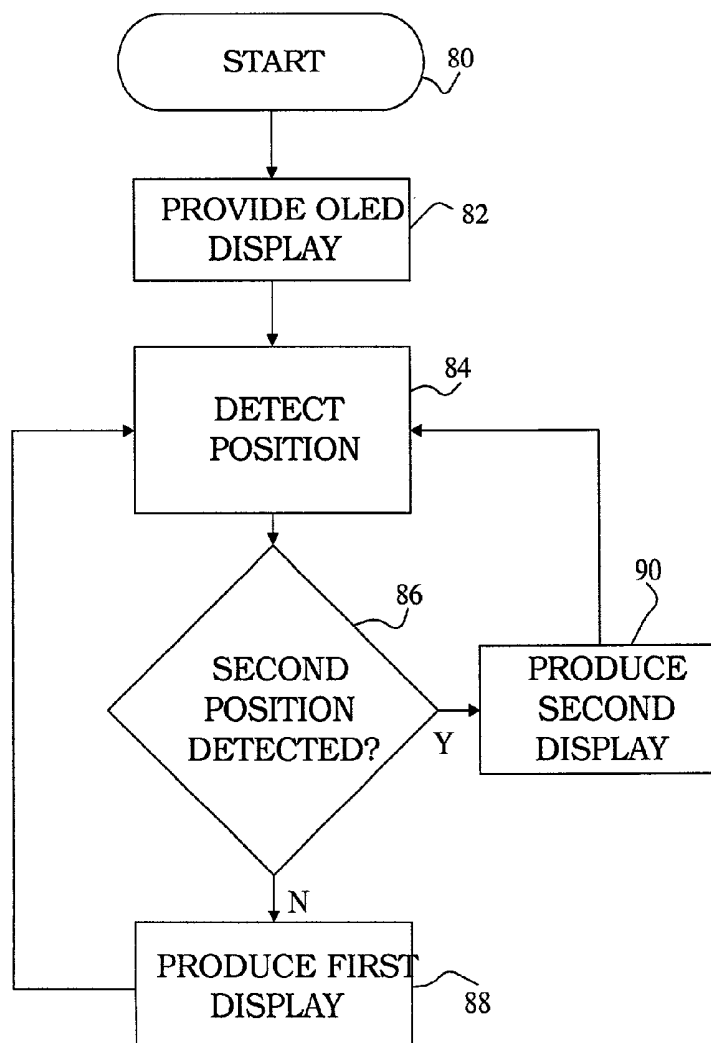 START
80
PROVIDE OLED
DISPLAY
82
DETECT
POSITION
84
SECOND
POSITION
DETECTED?
86
Y
PRODUCE
SECOND
DISPLAY
90
N
PRODUCE FIRST
DISPLAY
88